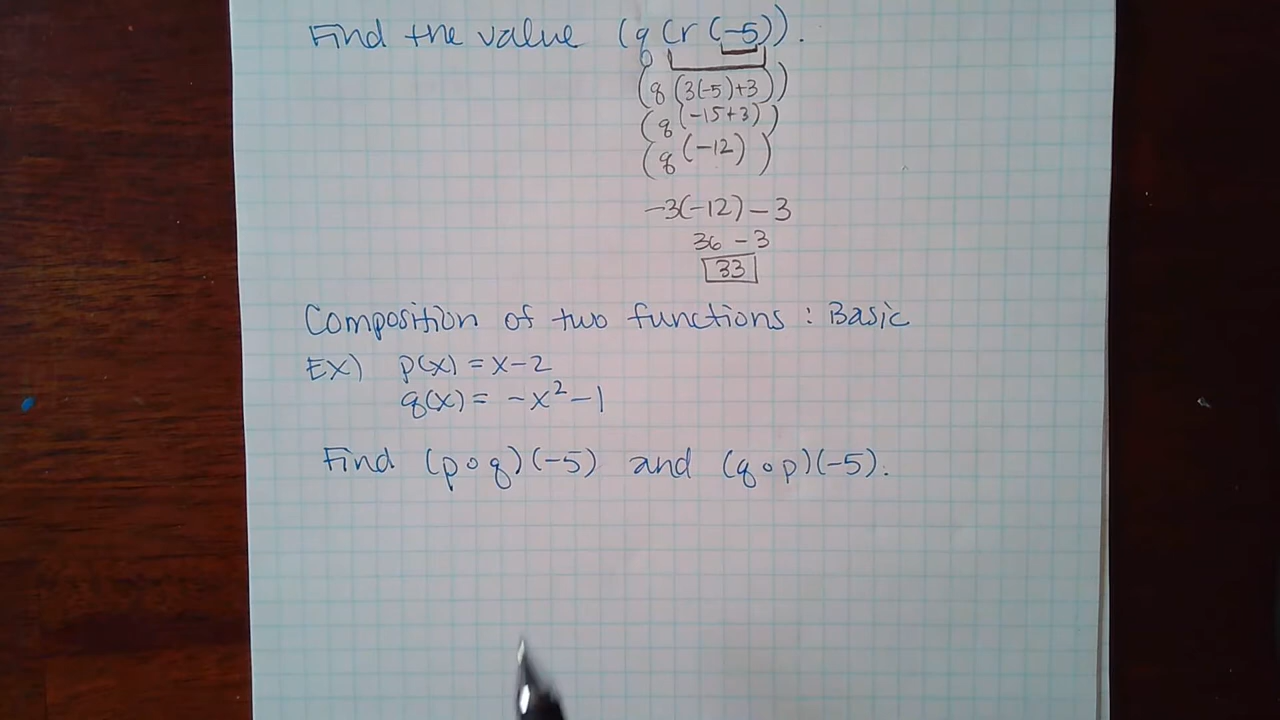 Find the value (q(r(-5)).
(q(3(-5)+3))
(q(-15+3))
(q(-12))
-3(-12)-3
36-3
33
Composition of two functions: Basic
EX) p(x) = x-2
q(x) = -x²-1
Find (p∘q)(-5) and (q∘p)(-5).